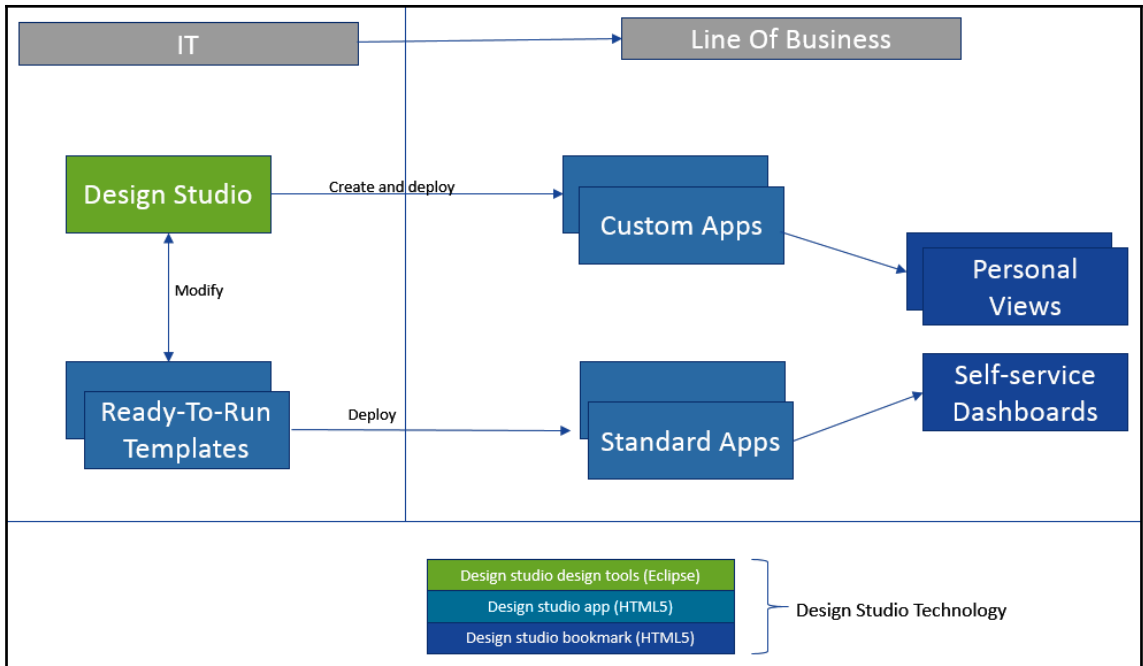 IT
Line Of Business
Design Studio
Create and deploy
Custom Apps
Personal
Views
Modify
Ready-To-Run
Templates
Deploy
Standard Apps
Self-service
Dashboards
Design studio design tools (Eclipse)
Design studio app (HTML5)
Design studio bookmark (HTML5)
Design Studio Technology